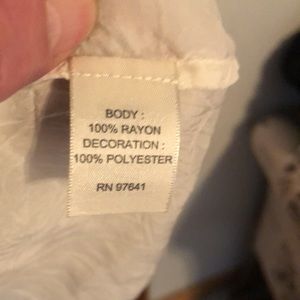 BODY :
100% RAYON
DECORATION :
100% POLYESTER
RN 97641